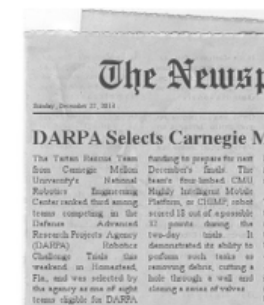 The Newsp
Sunday, December 22, 2013
DARPA Selects Carnegie M
The Tartan Rescue Team
from Carnegie Mellon
University's National
Robotics Engineering
Center ranked third among
teams competing in the
Defense Advanced
Research Projects Agency
(DARPA) Robotics
Challenge Trials this
weekend in Homestead,
Fla., and was selected by
the agency as one of eight
teams eligible for DARPA
funding to prepare for next
December's finals. The
team's four-limbed CMU
Highly Intelligent Mobile
Platform, or CHIMP, robot
scored 18 out of a possible
32 points during the
two-day trials. It
demonstrated its ability to
perform such tasks as
removing debris, cutting a
hole through a wall and
closing a series of valves.